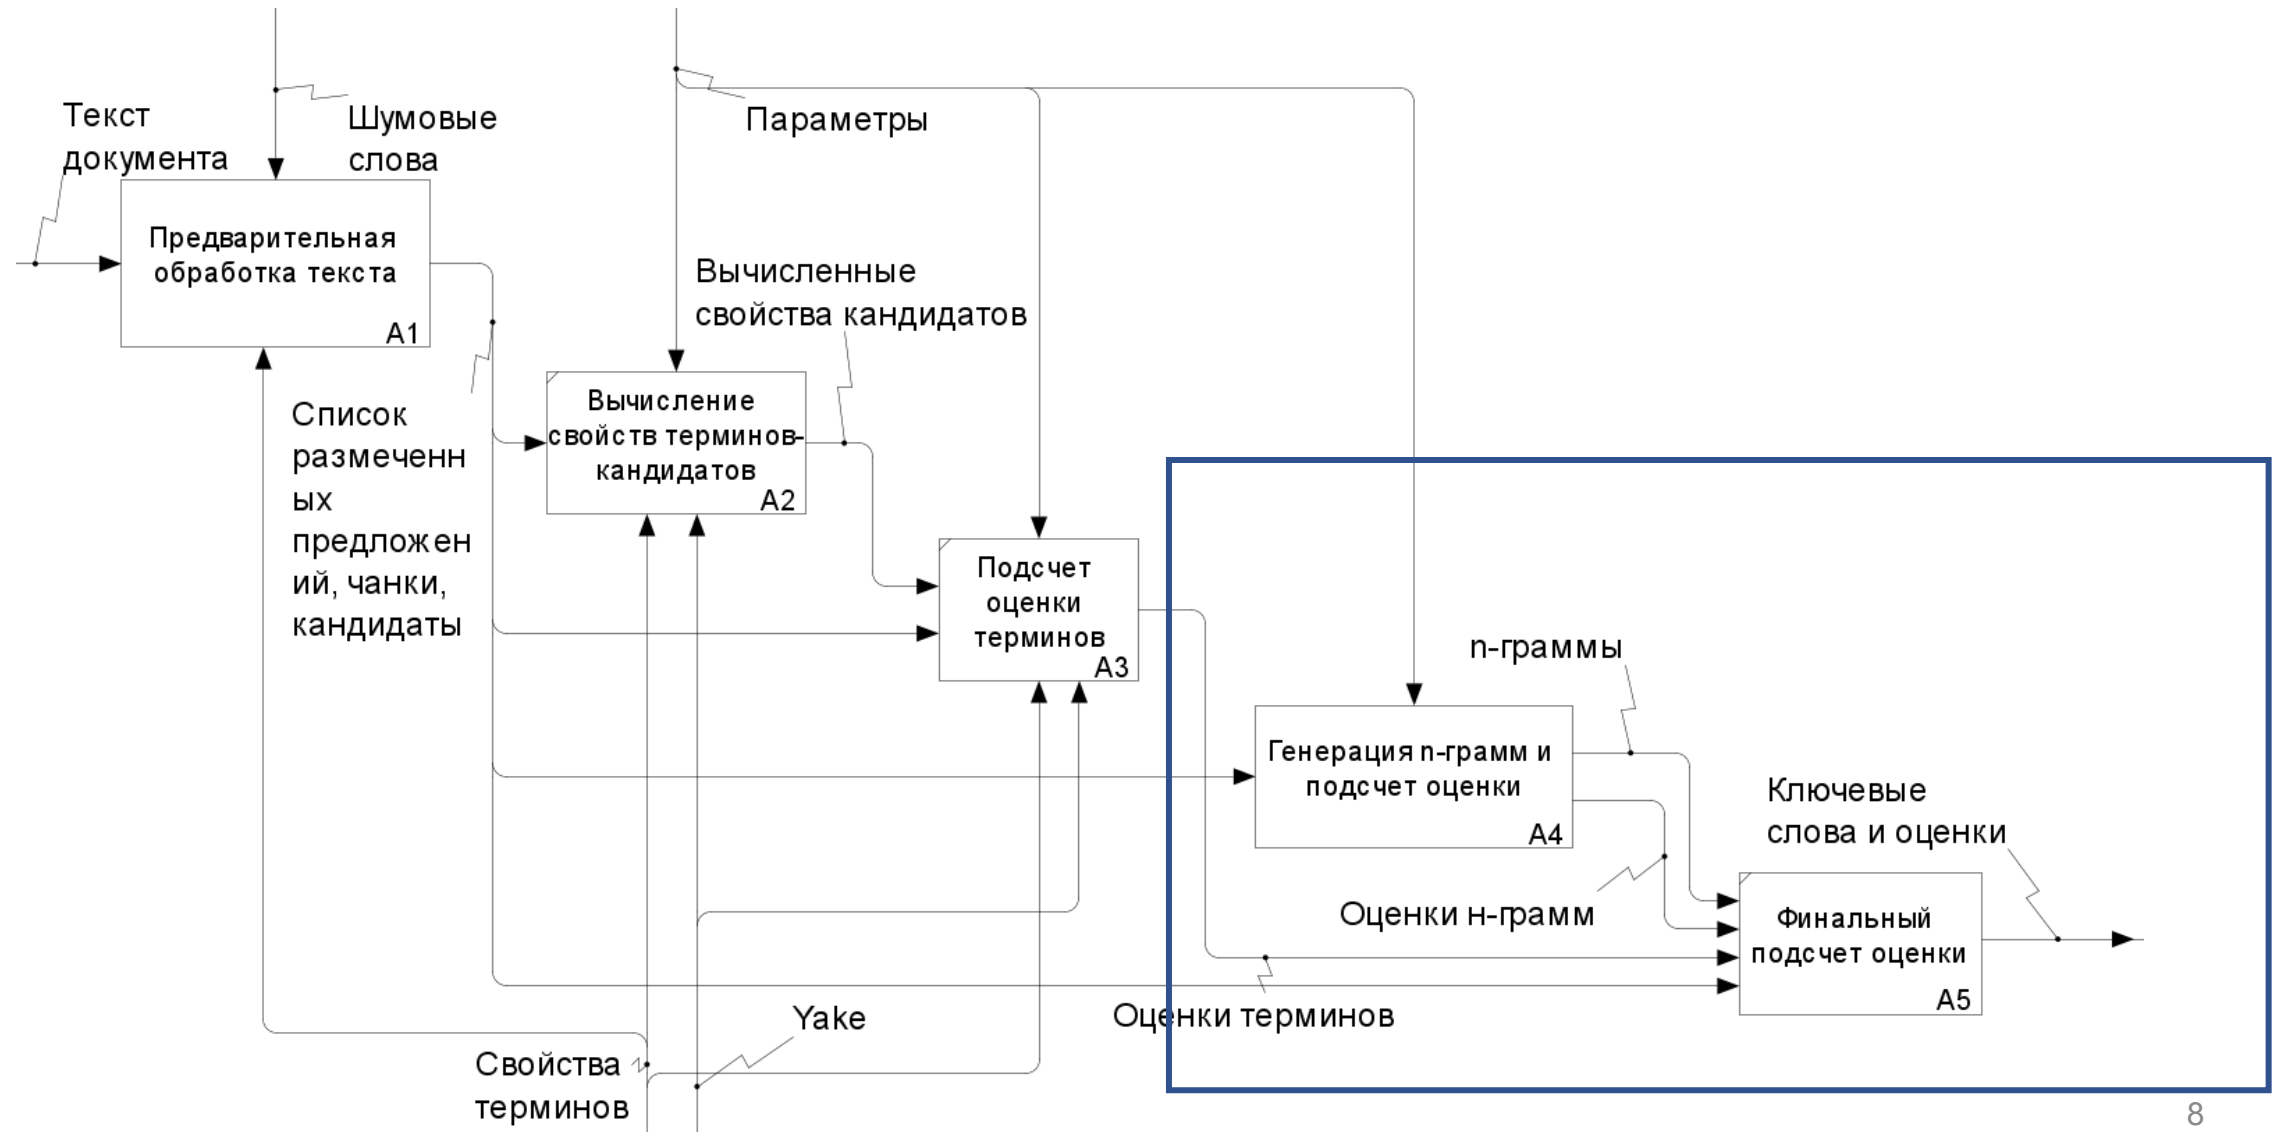 Текст
документа
Шумовые
слова
Параметры
Предварительная
обработка текста
A1
Вычисленные
свойства кандидатов
Список
размеченн
ых
предложен
ий, чанки,
кандидаты
Вычисление
свойств терминов-
кандидатов
A2
Подсчет
оценки
терминов
A3
n-граммы
Генерация n-грамм и
подсчет оценки
A4
Ключевые
слова и оценки
Оценки н-грамм
Финальный
подсчет оценки
A5
Оценки терминов
Yake
Свойства
терминов
8